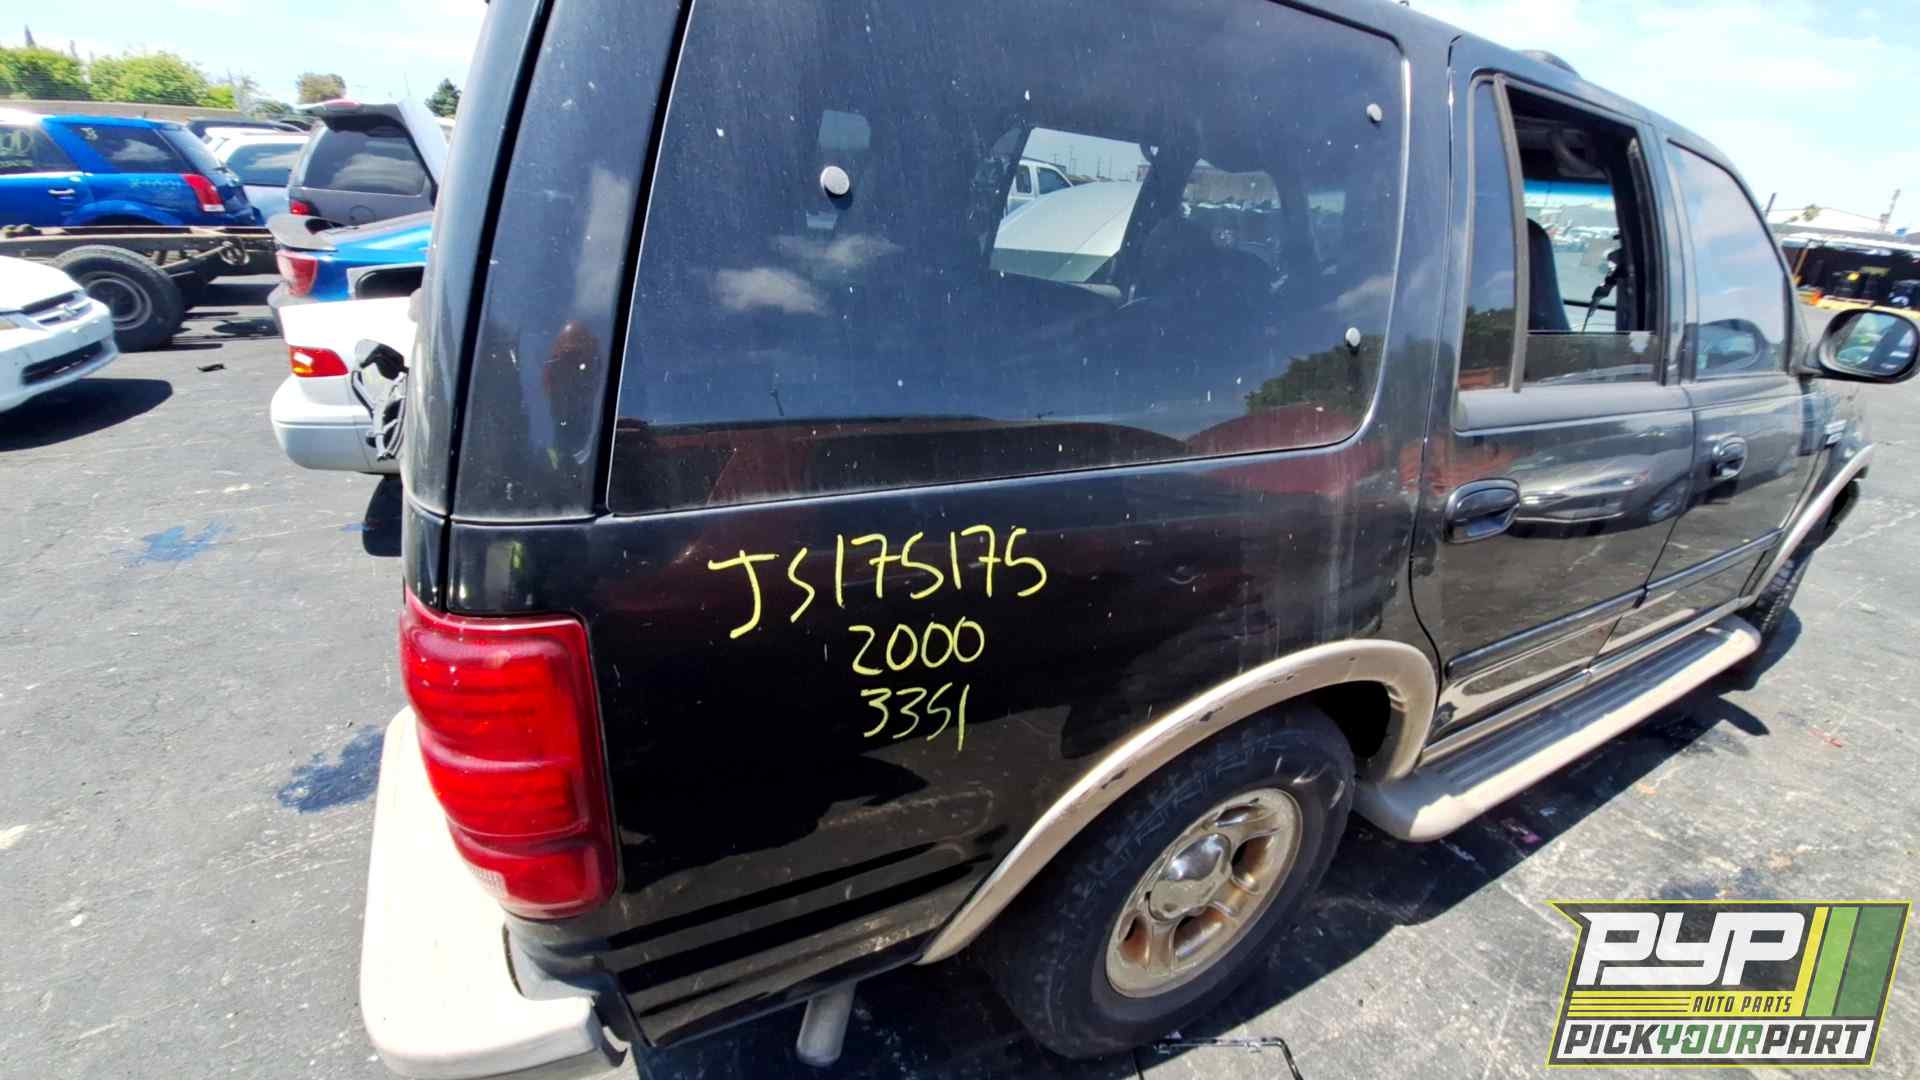 JS175175
2000
3351
PYP
AUTO PARTS
PICKYOURPART